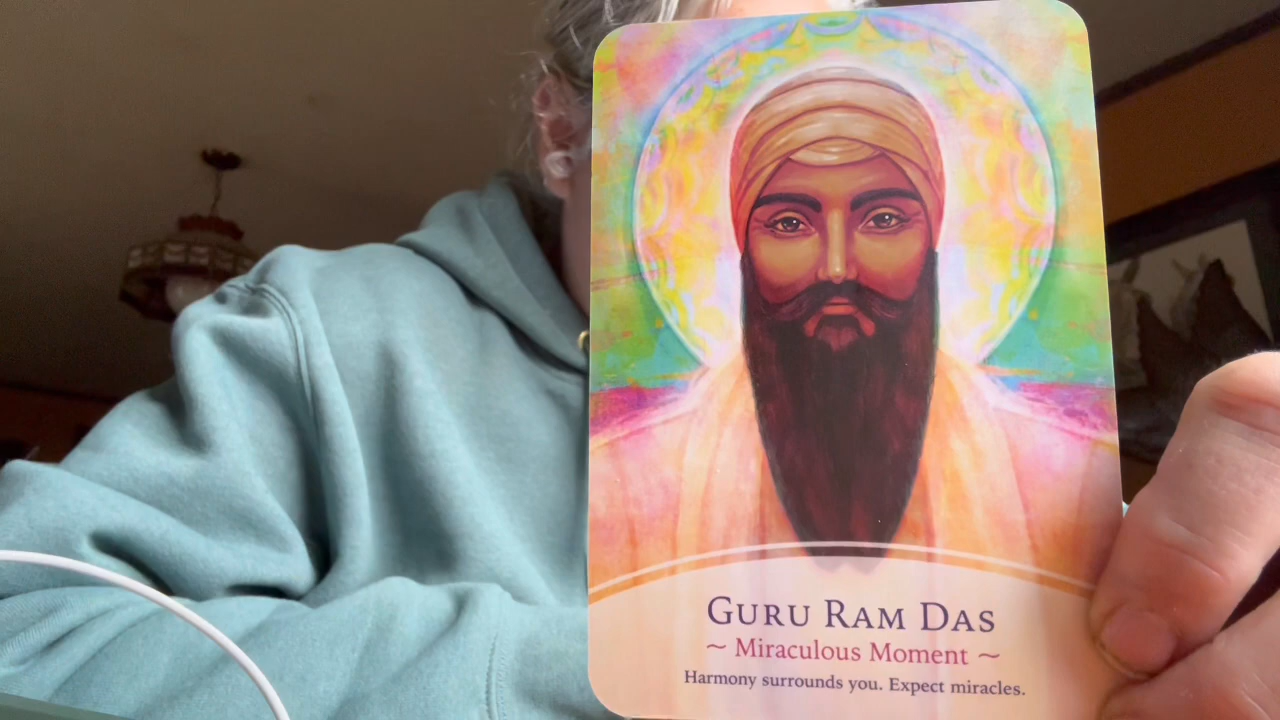 Guru Ram Das
~ Miraculous Moment ~
Harmony surrounds you. Expect miracles.